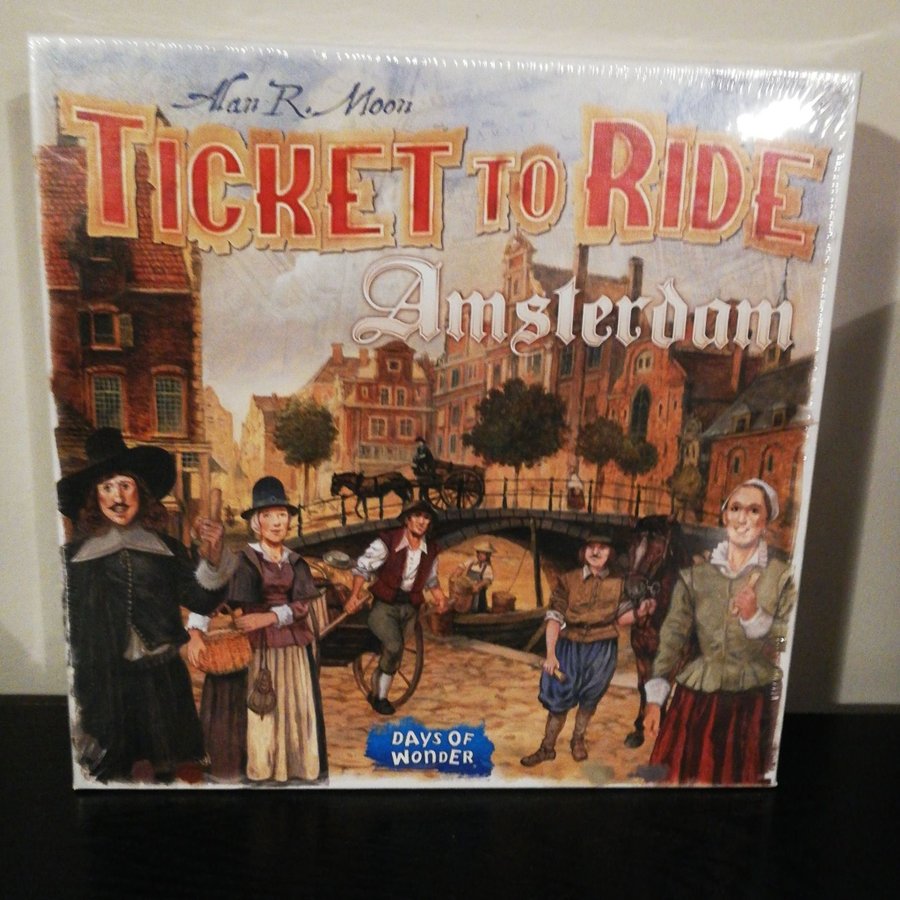 Alan R. Moon
TICKET TO RIDE
Amsterdam
DAYS OF
WONDER